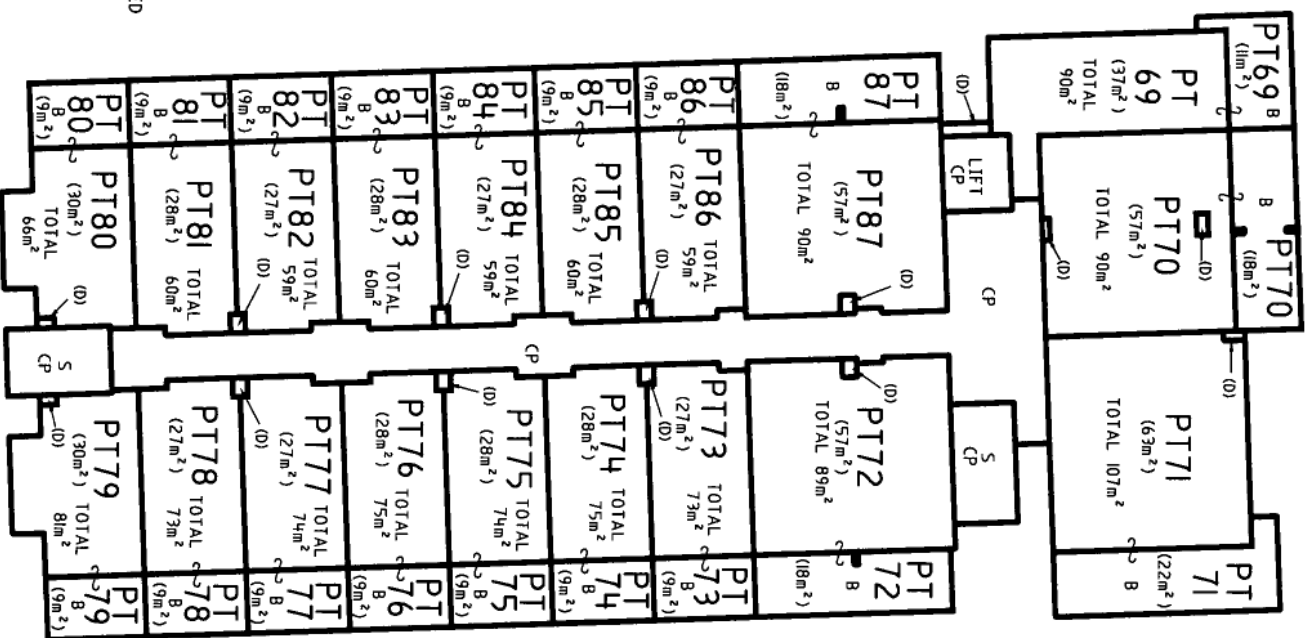 ED
PT69 B
(11m²)
PT
69
(37m²)
TOTAL
90m²
B
PT70
(18m²)
PT70
(57m²)
TOTAL 90m²
(D)
(D)
(D)
PT71
(63m²)
TOTAL 107m²
PT
71
(22m²)
B
(D)
LIFT
CP
CP
S
CP
PT
87
B
(18m²)
PT87
(57m²)
TOTAL 90m²
(D)
PT
86
B
(9m²)
PT86
(27m²)
TOTAL
59m²
(D)
PT
85
B
(9m²)
PT85
(28m²)
TOTAL
60m²
PT
84
B
(9m²)
PT84
(27m²)
TOTAL
59m²
(D)
PT
83
B
(9m²)
PT83
(28m²)
TOTAL
60m²
PT
82
B
(9m²)
PT82
(27m²)
TOTAL
59m²
(D)
PT
81
B
(9m²)
PT81
(28m²)
TOTAL
60m²
PT
80
B
(9m²)
PT80
(30m²)
TOTAL
66m²
(D)
S
CP
CP
(D)
PT72
(57m²)
TOTAL 89m²
PT
72
B
(18m²)
(D)
PT73
(27m²)
TOTAL
73m²
PT
73
B
(9m²)
PT74
(28m²)
TOTAL
75m²
PT
74
B
(9m²)
(D)
PT75
(28m²)
TOTAL
74m²
PT
75
B
(9m²)
PT76
(28m²)
TOTAL
75m²
PT
76
B
(9m²)
(D)
PT77
(27m²)
TOTAL
74m²
PT
77
B
(9m²)
PT78
(27m²)
TOTAL
73m²
PT
78
B
(9m²)
(D)
PT79
(30m²)
TOTAL
81m²
PT
79
B
(9m²)